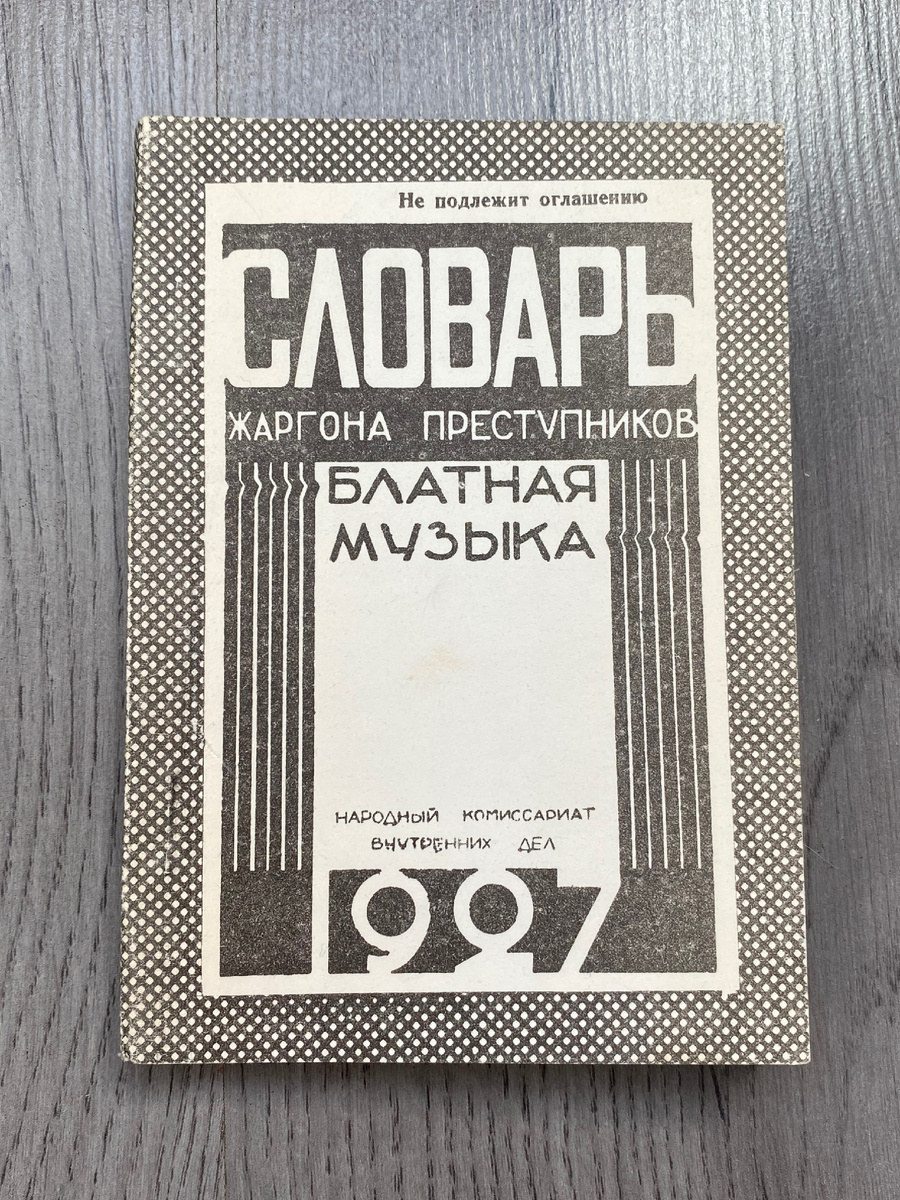 Не подлежит оглашению
СЛОВАРЬ
ЖАРГОНА ПРЕСТУПНИКОВ
БЛАТНАЯ
МУЗЫКА
НАРОДНЫЙ КОМИССАРИАТ
ВНУТРЕННИХ ДЕЛ
1927